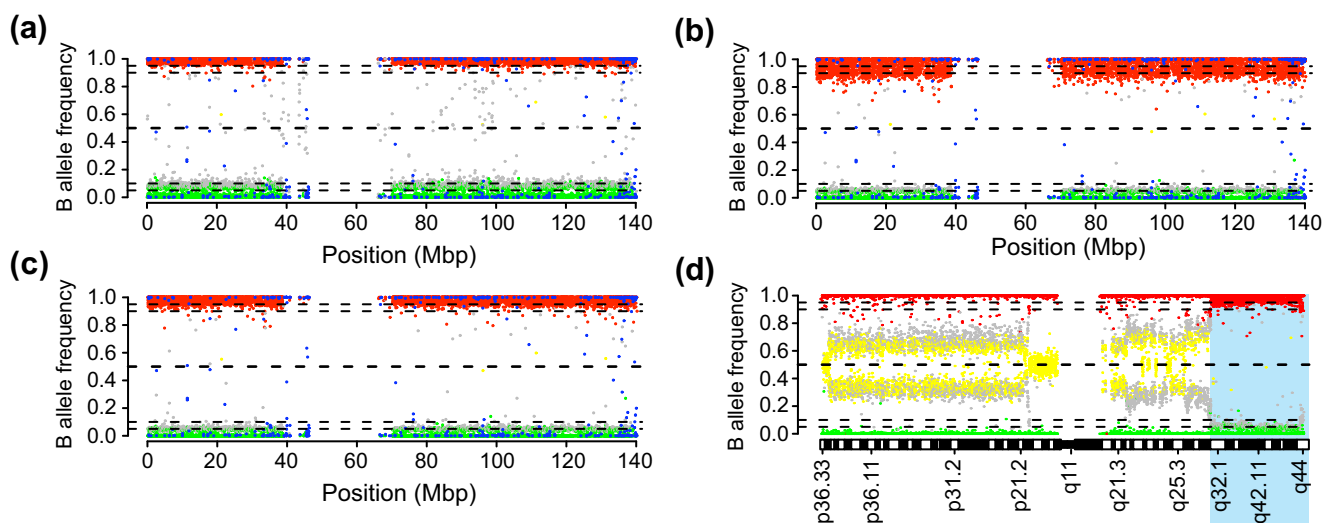 (a)
B allele frequency
1.0
0.8
0.6
0.4
0.2
0.0
0 20 40 60 80 100 120 140
Position (Mbp)
(b)
B allele frequency
1.0
0.8
0.6
0.4
0.2
0.0
0 20 40 60 80 100 120 140
Position (Mbp)
(c)
B allele frequency
1.0
0.8
0.6
0.4
0.2
0.0
0 20 40 60 80 100 120 140
Position (Mbp)
(d)
B allele frequency
1.0
0.8
0.6
0.4
0.2
0.0
p36.33
p36.11
p31.2
p21.2
q11
q21.3
q25.3
q32.1
q42.11
q44